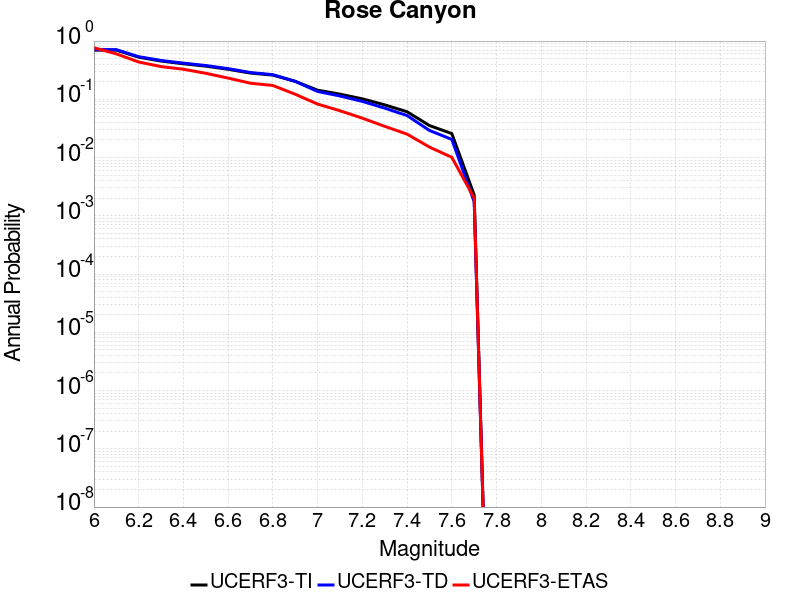 Rose Canyon
10^0
10^-1
10^-2
10^-3
10^-4
10^-5
10^-6
10^-7
10^-8
Annual Probability
6 6.2 6.4 6.6 6.8 7 7.2 7.4 7.6 7.8 8 8.2 8.4 8.6 8.8 9
Magnitude
UCERF3-TI UCERF3-TD UCERF3-ETAS